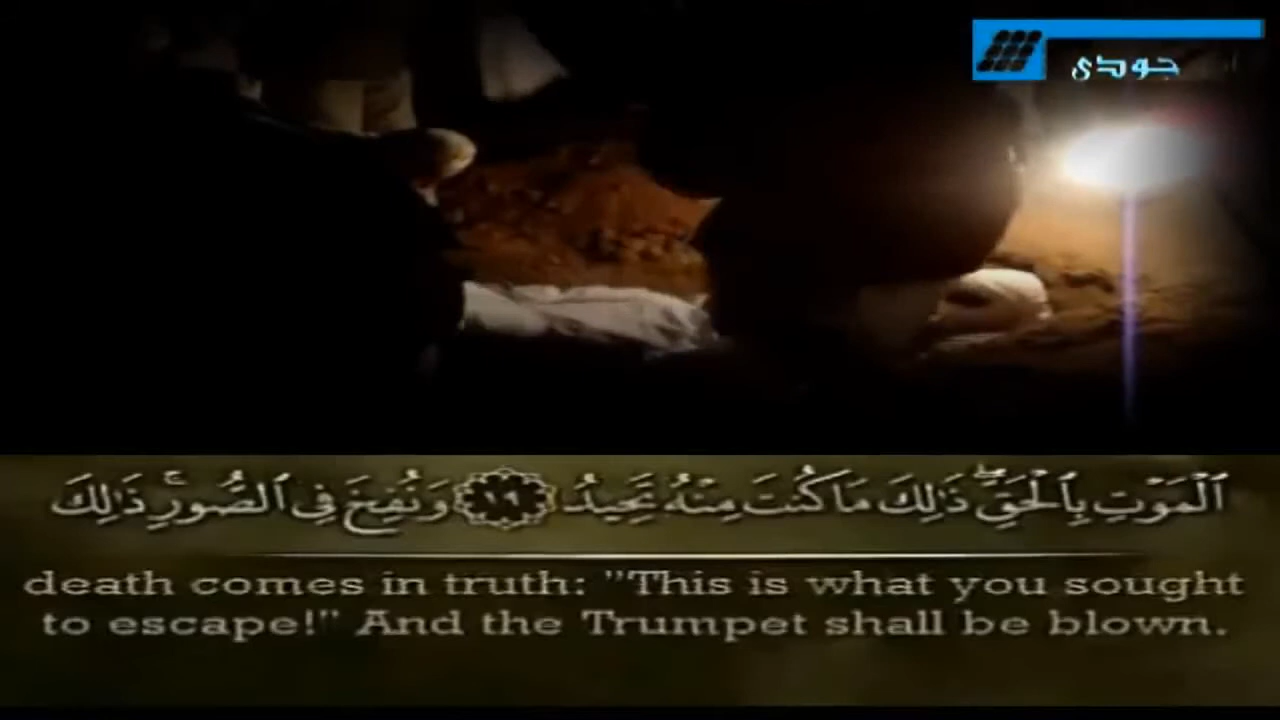 جودي
ٱلْمَوْتِ بِٱلْحَقِّ ۖ ذَٰلِكَ مَا كُنتَ مِنْهُ تَحِيدُ ١٩ وَنُفِخَ فِي ٱلصُّورِ ۚ ذَٰلِكَ
death comes in truth: "This is what you sought
to escape!" And the Trumpet shall be blown.